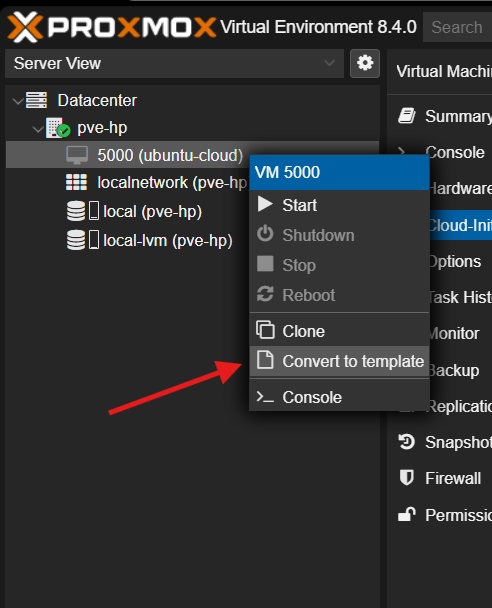 PROXMOX Virtual Environment 8.4.0 Search
Server View
Virtual Machin
Datacenter
Summary
pve-hp
5000 (ubuntu-cloud)
Console
VM 5000
localnetwork (pve-hp
Hardware
Start
local (pve-hp)
Cloud-Init
Shutdown
local-lvm (pve-hp)
Options
Stop
Task Histo
Reboot
Monitor
Clone
Convert to template
Backup
Console
Replicatio
Snapshot
Firewall
Permissio